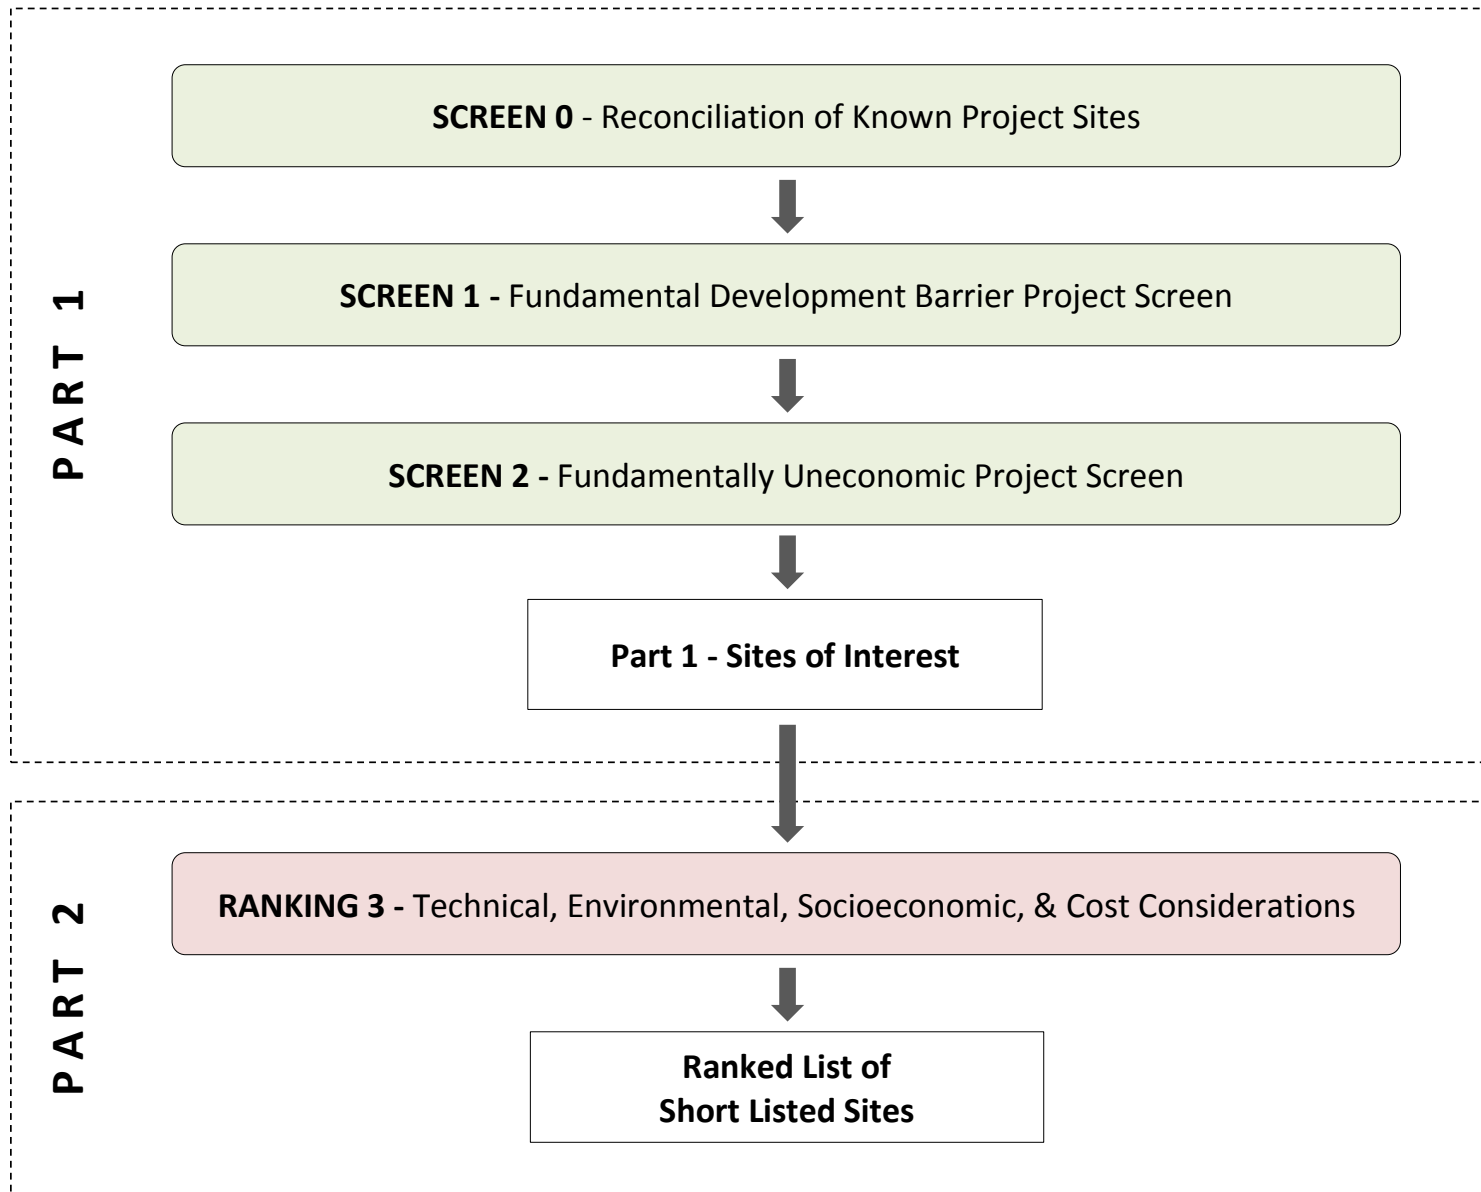 PART 1
SCREEN 0 - Reconciliation of Known Project Sites
SCREEN 1 - Fundamental Development Barrier Project Screen
SCREEN 2 - Fundamentally Uneconomic Project Screen
Part 1 - Sites of Interest
PART 2
RANKING 3 - Technical, Environmental, Socioeconomic, & Cost Considerations
Ranked List of
Short Listed Sites